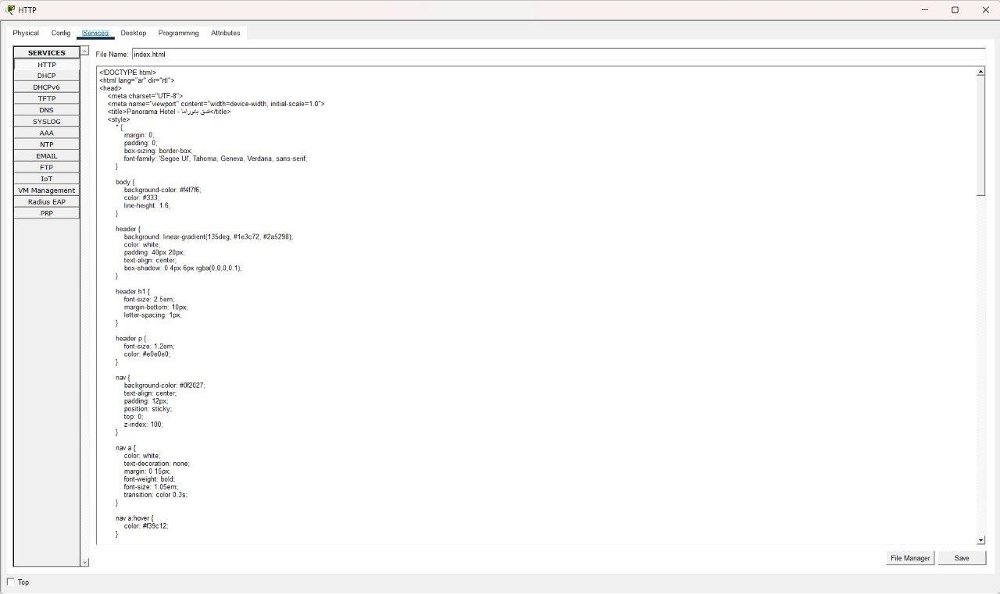 HTTP
Physical Config Services Desktop Programming Attributes
SERVICES
HTTP
DHCP
DHCPv6
TFTP
DNS
SYSLOG
AAA
NTP
EMAIL
FTP
IoT
VM Management
Radius EAP
PRP
File Name: index.html
<!DOCTYPE html>
<html lang="ar" dir="rtl">
<head>
<meta charset="UTF-8">
<meta name="viewport" content="width=device-width, initial-scale=1.0">
<title>Panorama Hotel - فندق بانوراما</title>
<style>
* {
margin: 0;
padding: 0;
box-sizing: border-box;
font-family: 'Segoe UI', Tahoma, Geneva, Verdana, sans-serif;
}
body {
background-color: #f4f7f6;
color: #333;
line-height: 1.6;
}
header {
background: linear-gradient(135deg, #1e3c72, #2a5298);
color: white;
padding: 40px 20px;
text-align: center;
box-shadow: 0 4px 6px rgba(0,0,0,0.1);
}
header h1 {
font-size: 2.5em;
margin-bottom: 10px;
letter-spacing: 1px;
}
header p {
font-size: 1.2em;
color: #e0e0e0;
}
nav {
background-color: #0f2027;
text-align: center;
padding: 12px;
position: sticky;
top: 0;
z-index: 100;
}
nav a {
color: white;
text-decoration: none;
margin: 0 15px;
font-weight: bold;
font-size: 1.05em;
transition: color 0.3s;
}
nav a:hover {
color: #f39c12;
}
File Manager Save
Top